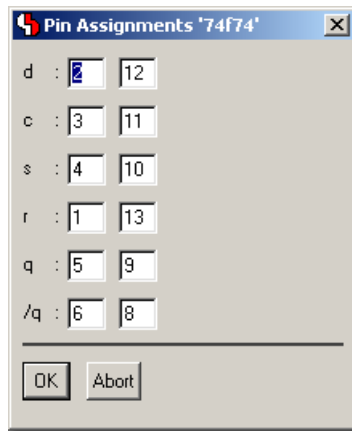 Pin Assignments '74f74'
d : 2 12
c : 3 11
s : 4 10
r : 1 13
q : 5 9
/q : 6 8
OK Abort